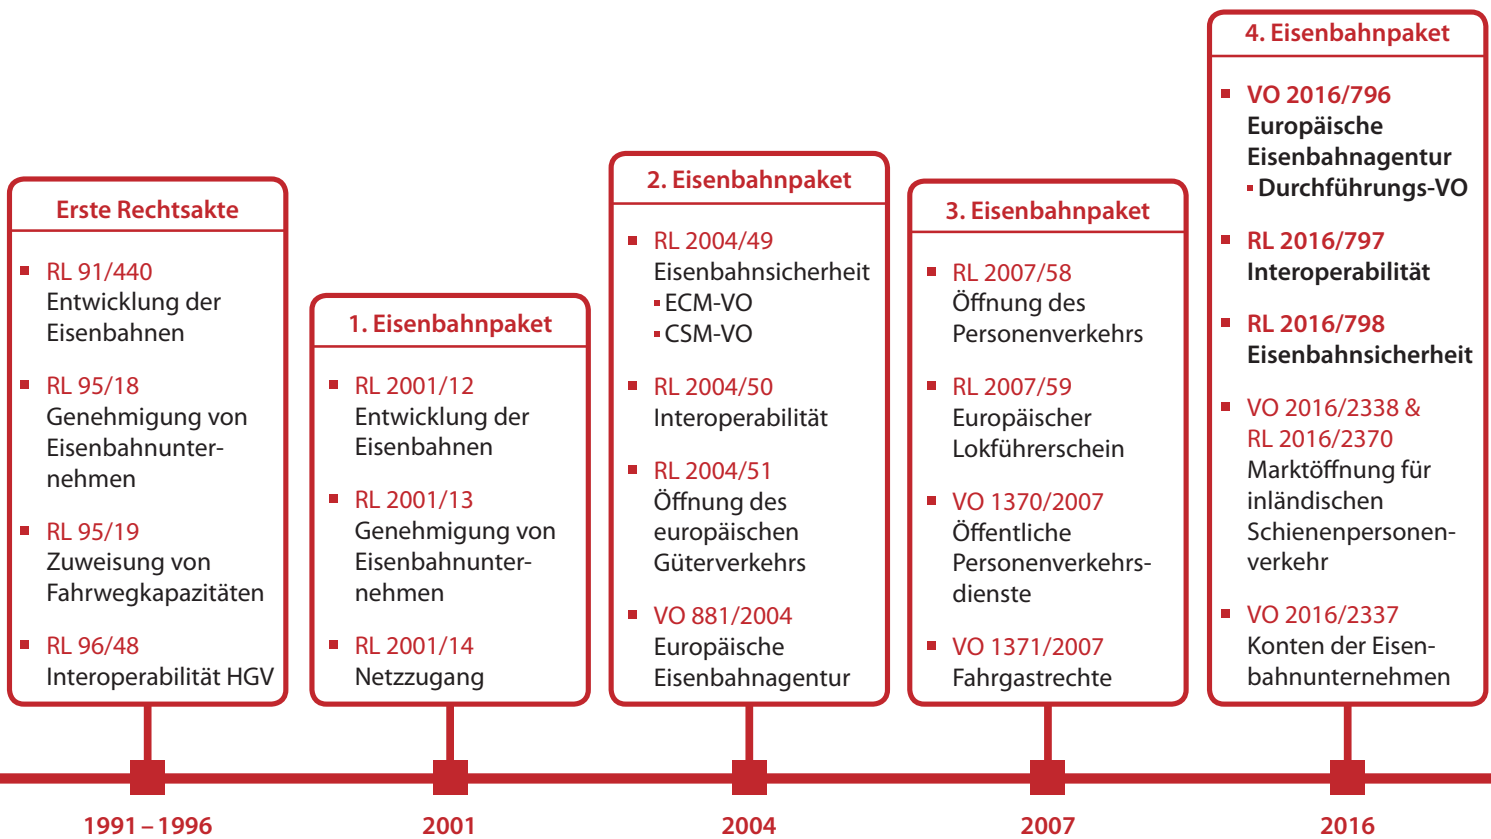 Erste Rechtsakte
RL 91/440
Entwicklung der
Eisenbahnen
RL 95/18
Genehmigung von
Eisenbahnunter-
nehmen
RL 95/19
Zuweisung von
Fahrwegkapazitäten
RL 96/48
Interoperabilität HGV
1991 – 1996
1. Eisenbahnpaket
RL 2001/12
Entwicklung der
Eisenbahnen
RL 2001/13
Genehmigung von
Eisenbahnunter-
nehmen
RL 2001/14
Netzzugang
2001
2. Eisenbahnpaket
RL 2004/49
Eisenbahnsicherheit
ECM-VO
CSM-VO
RL 2004/50
Interoperabilität
RL 2004/51
Öffnung des
europäischen
Güterverkehrs
VO 881/2004
Europäische
Eisenbahnagentur
2004
3. Eisenbahnpaket
RL 2007/58
Öffnung des
Personenverkehrs
RL 2007/59
Europäischer
Lokführerschein
VO 1370/2007
Öffentliche
Personenverkehrs-
dienste
VO 1371/2007
Fahrgastrechte
2007
4. Eisenbahnpaket
VO 2016/796
Europäische
Eisenbahnagentur
Durchführungs-VO
RL 2016/797
Interoperabilität
RL 2016/798
Eisenbahnsicherheit
VO 2016/2338 &
RL 2016/2370
Marktöffnung für
inländischen
Schienenpersonen-
verkehr
VO 2016/2337
Konten der Eisen-
bahnunternehmen
2016